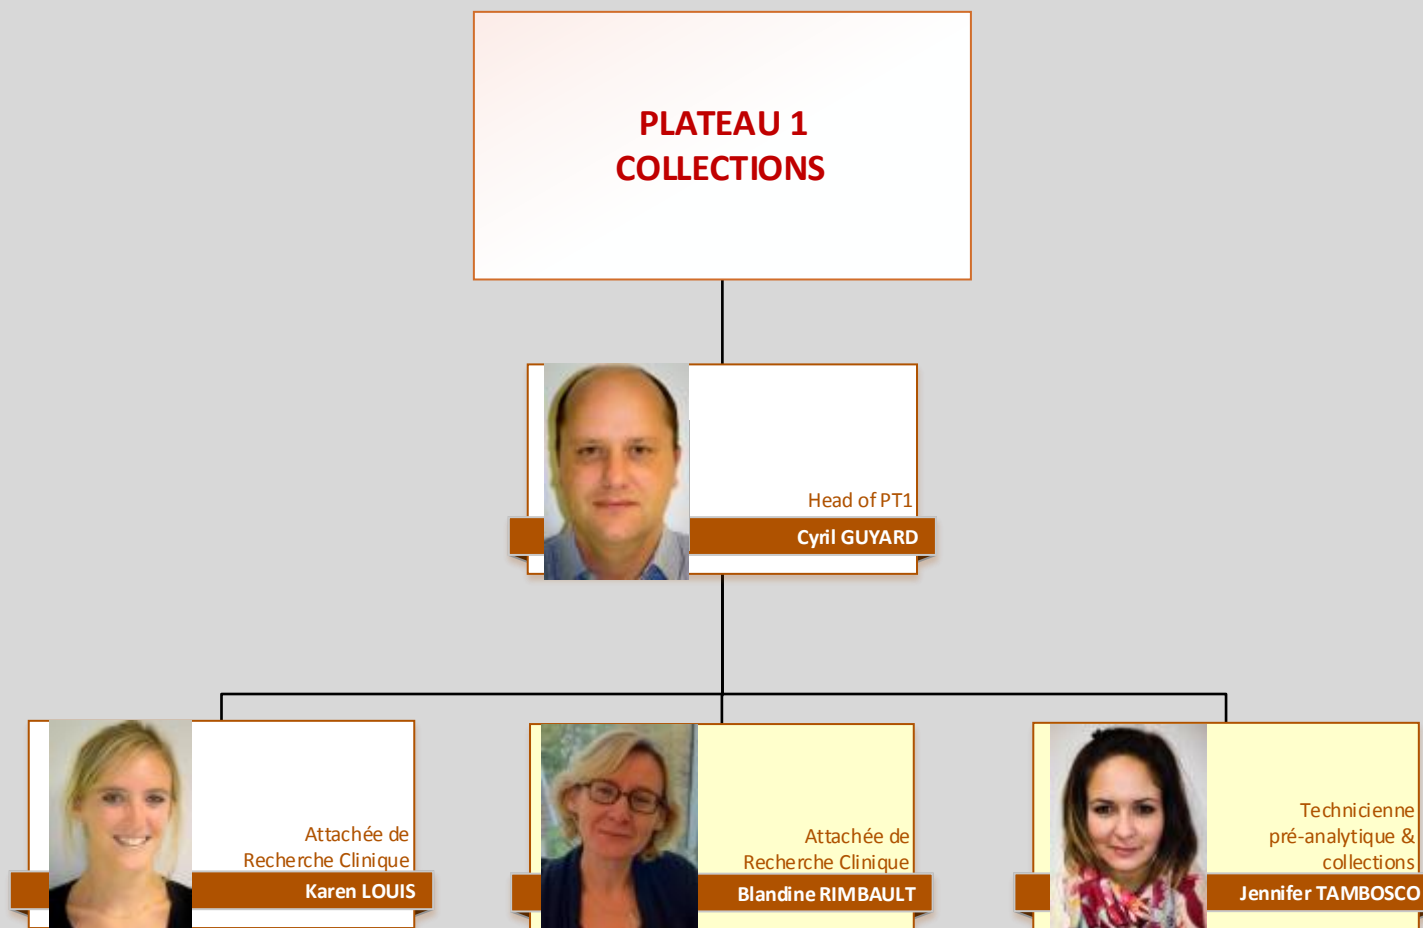 PLATEAU 1
COLLECTIONS
Head of PT1
Cyril GUYARD
Attachée de
Recherche Clinique
Karen LOUIS
Attachée de
Recherche Clinique
Blandine RIMBAULT
Technicienne
pré-analytique &
collections
Jennifer TAMBOSCO